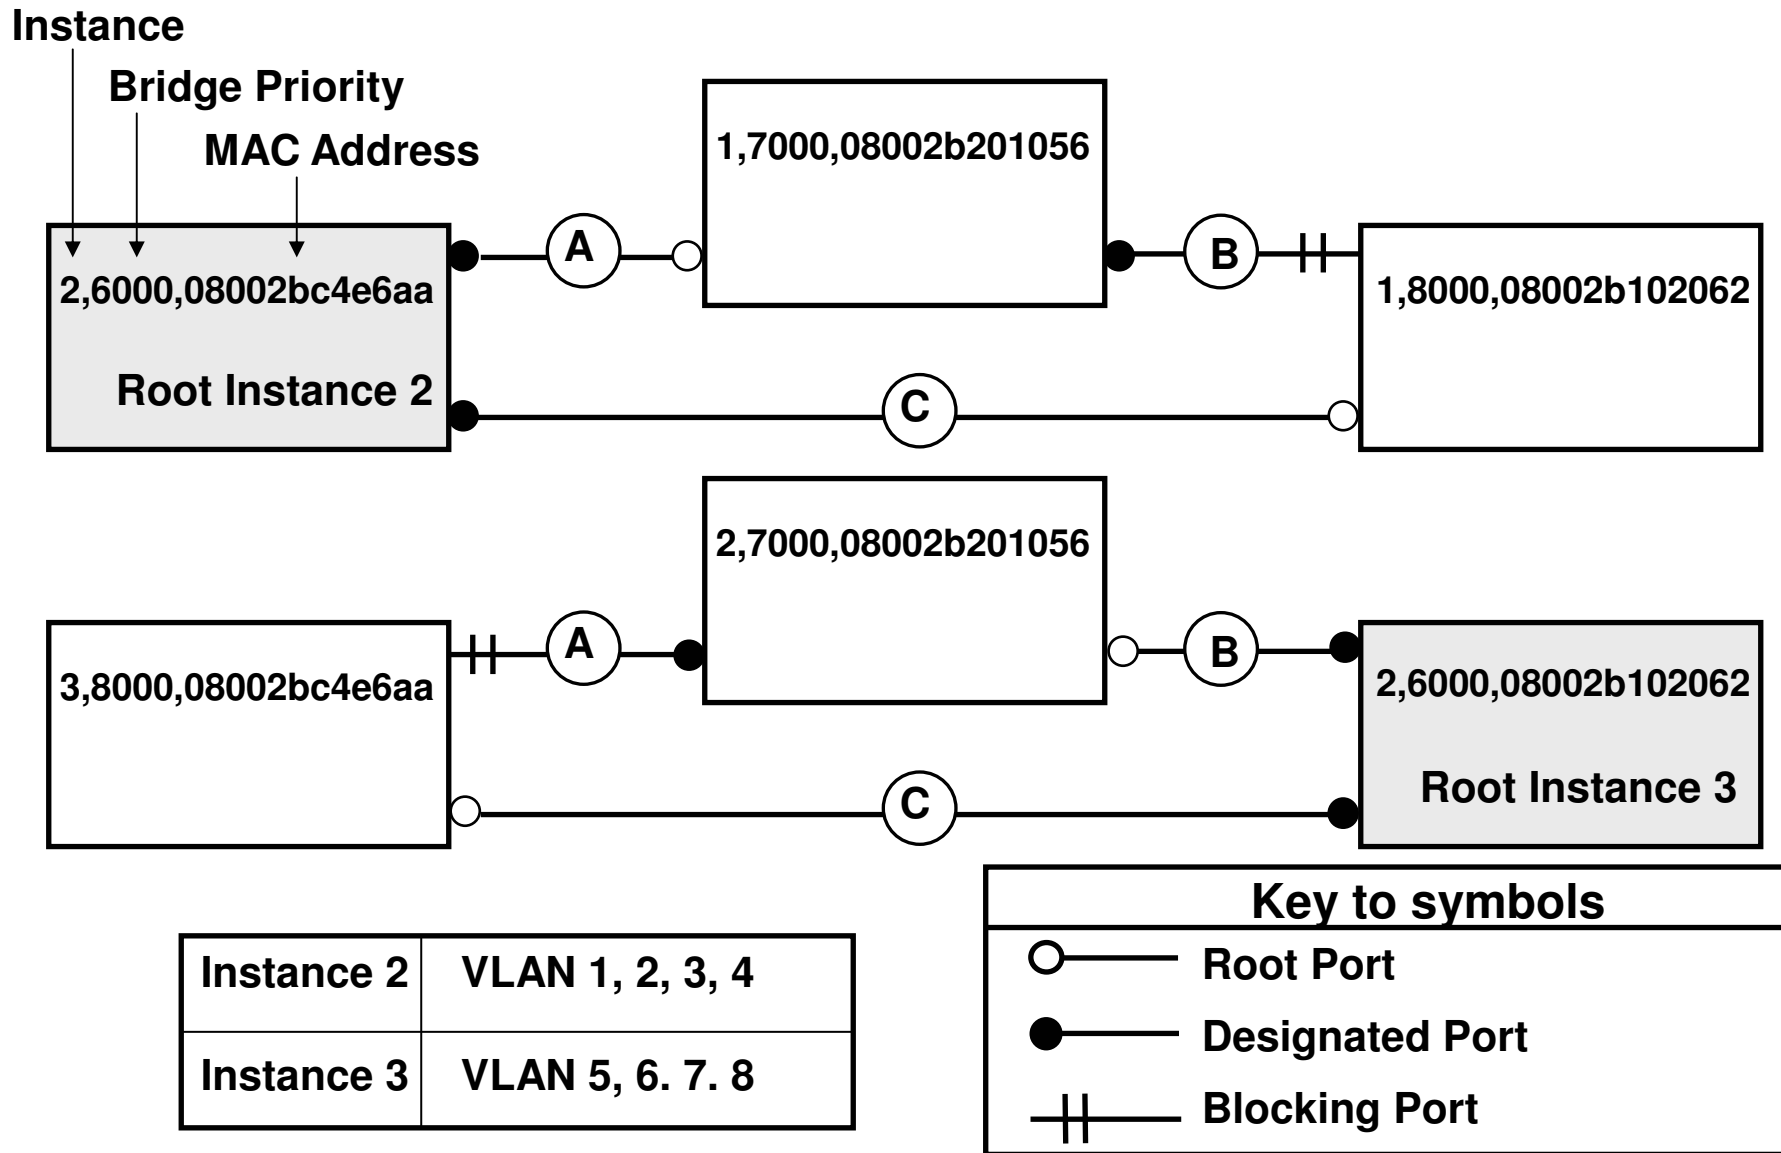 Instance
Bridge Priority
MAC Address
2,6000,08002bc4e6aa
Root Instance 2
A
1,7000,08002b201056
B
1,8000,08002b102062
C
3,8000,08002bc4e6aa
A
2,7000,08002b201056
B
2,6000,08002b102062
Root Instance 3
C
Instance 2 VLAN 1, 2, 3, 4
Instance 3 VLAN 5, 6. 7. 8
Key to symbols
Root Port
Designated Port
Blocking Port